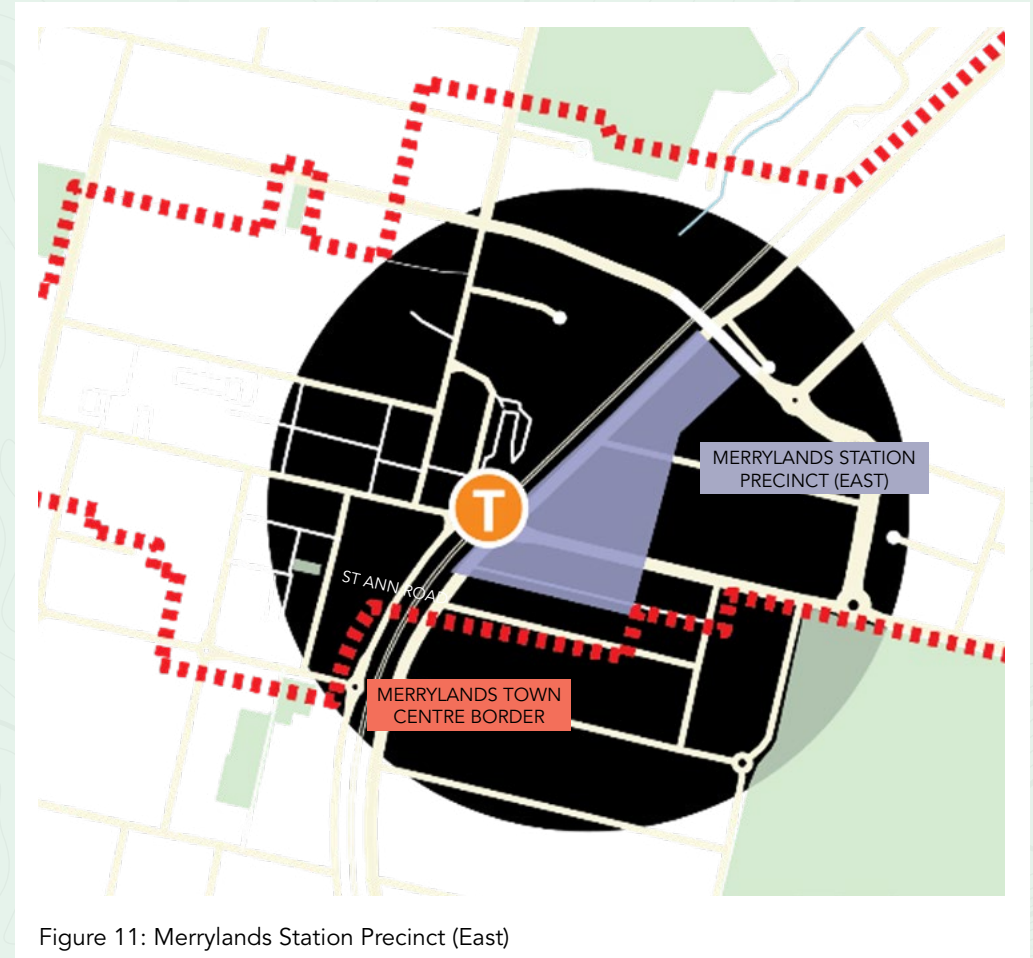 MERRYLANDS STATION
PRECINCT (EAST)
T
ST ANN ROAD
MERRYLANDS TOWN
CENTRE BORDER
Figure 11: Merrylands Station Precinct (East)